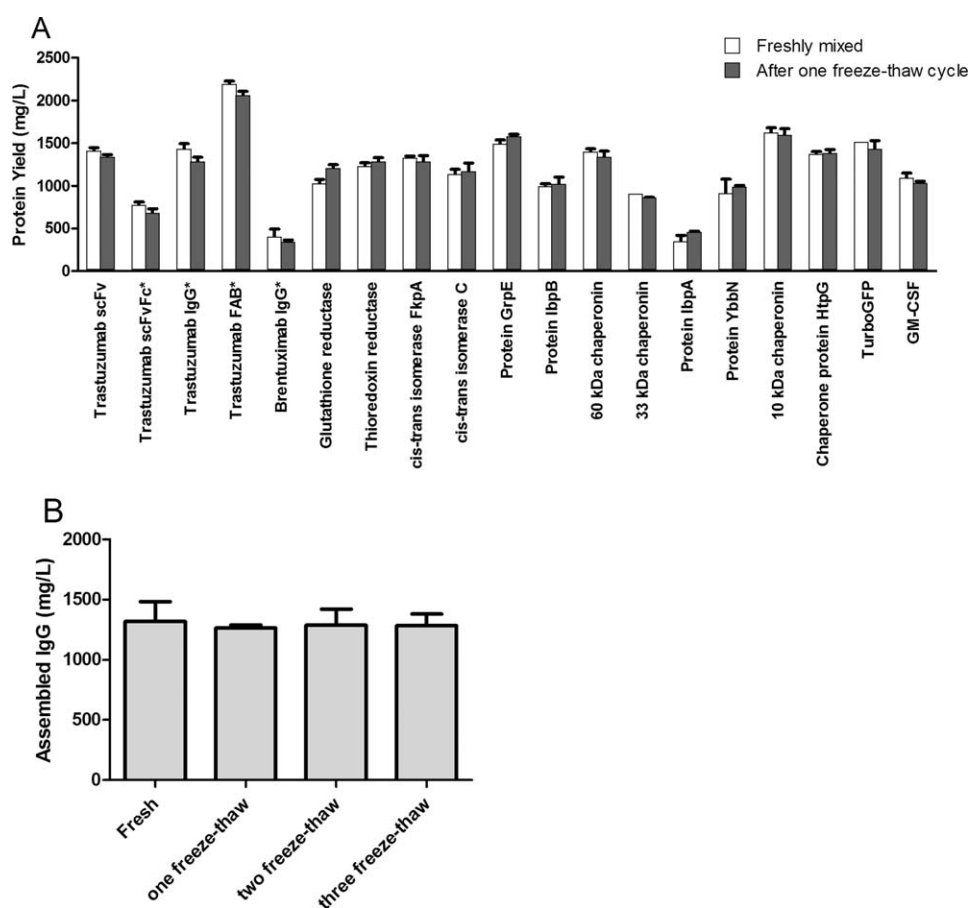 A
Freshly mixed
After one freeze-thaw cycle
Protein Yield (mg/L)
2500
2000
1500
1000
500
0
Trastuzumab scFv
Trastuzumab scFvFc*
Trastuzumab IgG*
Trastuzumab FAB*
Brentuximab IgG*
Glutathione reductase
Thioredoxin reductase
cis-trans isomerase FkpA
cis-trans isomerase C
Protein GrpE
Protein IbpB
60 kDa chaperonin
33 kDa chaperonin
Protein IbpA
Protein YbbN
10 kDa chaperonin
Chaperone protein HtpG
TurboGFP
GM-CSF
B
Assembled IgG (mg/L)
2000
1500
1000
500
0
Fresh
one freeze-thaw
two freeze-thaw
three freeze-thaw